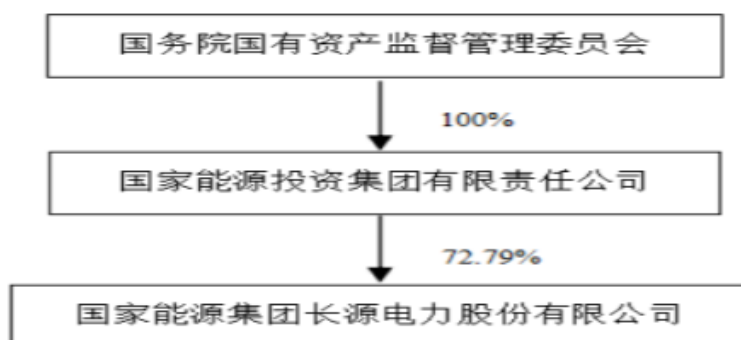 国务院国有资产监督管理委员会
100%
国家能源投资集团有限责任公司
72.79%
国家能源集团长源电力股份有限公司